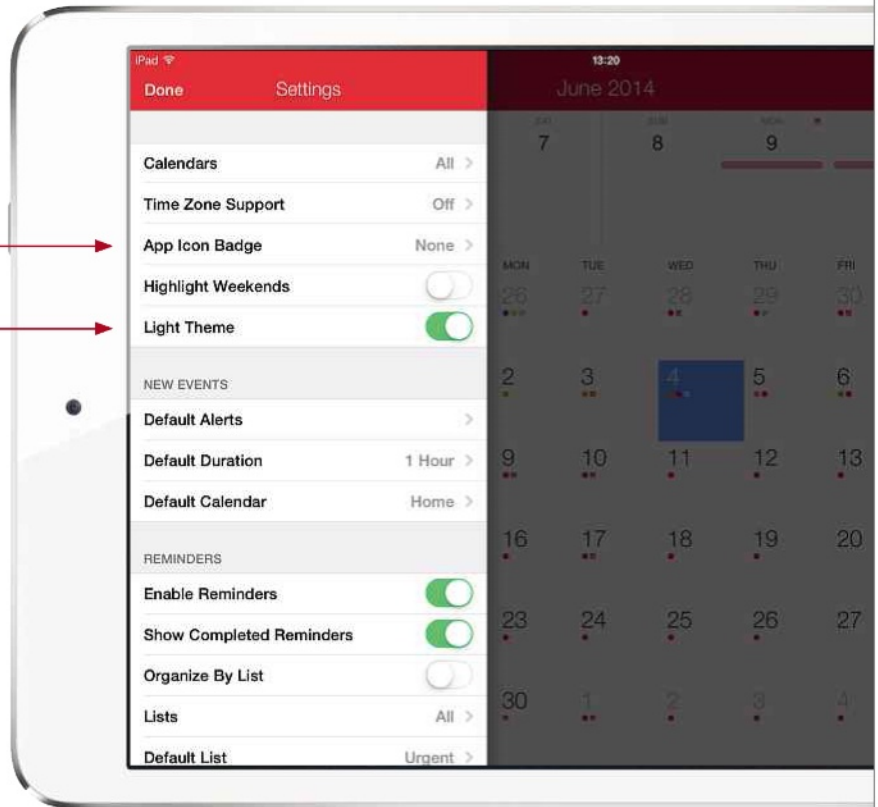 iPad
13:20
Done Settings
June 2014
SAT SUN MON
7 8 9
Calendars All
Time Zone Support Off
App Icon Badge None
Highlight Weekends
Light Theme
NEW EVENTS
Default Alerts
Default Duration 1 Hour
Default Calendar Home
REMINDERS
Enable Reminders
Show Completed Reminders
Organize By List
Lists All
Default List Urgent
MON TUE WED THU FRI
26 27 28 29 30
2 3 4 5 6
9 10 11 12 13
16 17 18 19 20
23 24 25 26 27
30 1 2 3 4